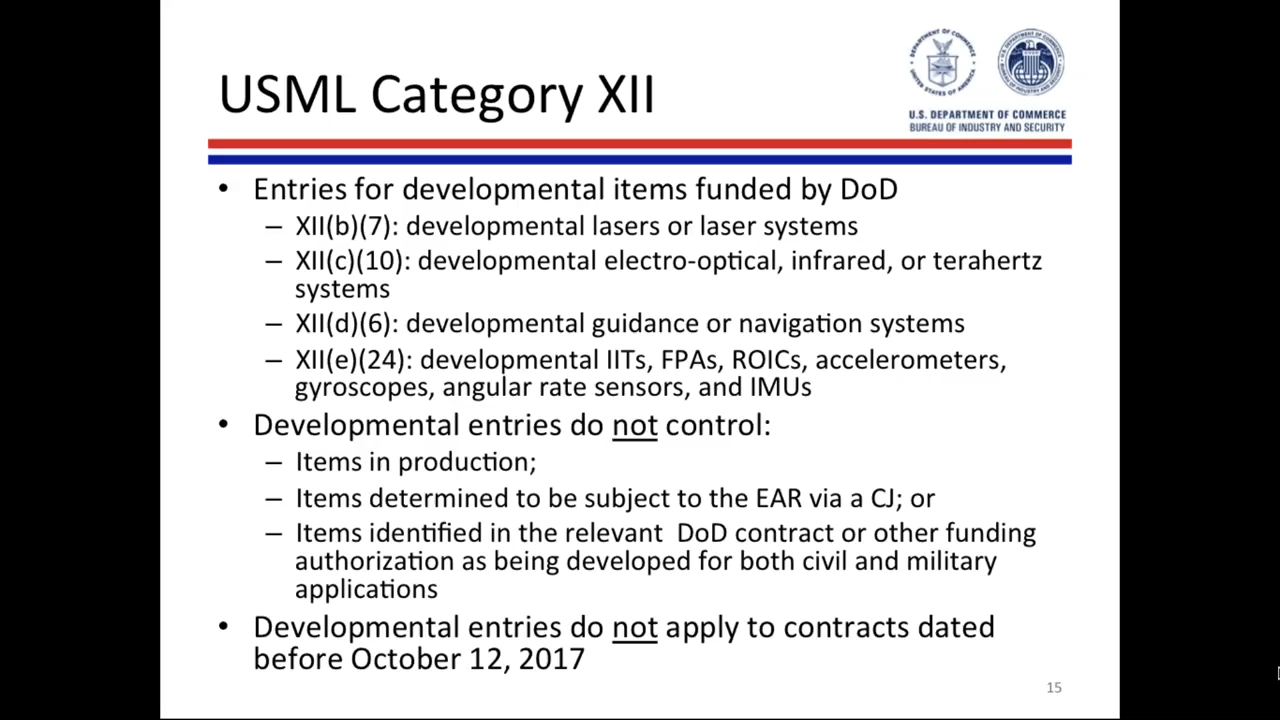 USML Category XII
U.S. DEPARTMENT OF COMMERCE
BUREAU OF INDUSTRY AND SECURITY
• Entries for developmental items funded by DoD
– XII(b)(7): developmental lasers or laser systems
– XII(c)(10): developmental electro-optical, infrared, or terahertz
systems
– XII(d)(6): developmental guidance or navigation systems
– XII(e)(24): developmental IITs, FPAs, ROICs, accelerometers,
gyroscopes, angular rate sensors, and IMUs
• Developmental entries do not control:
– Items in production;
– Items determined to be subject to the EAR via a CJ; or
– Items identified in the relevant  DoD contract or other funding
authorization as being developed for both civil and military
applications
• Developmental entries do not apply to contracts dated
before October 12, 2017
15